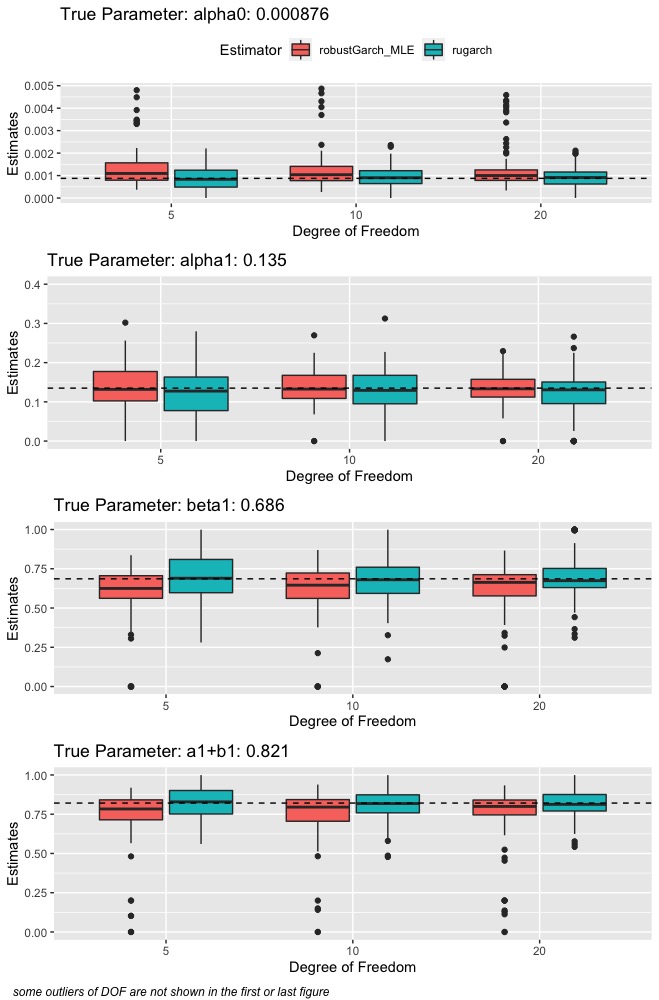 True Parameter: alpha0: 0.000876
Estimator robustGarch_MLE rugarch
Estimates
0.005
0.004
0.003
0.002
0.001
0.000
5 10 20
Degree of Freedom
True Parameter: alpha1: 0.135
Estimates
0.4
0.3
0.2
0.1
0.0
5 10 20
Degree of Freedom
True Parameter: beta1: 0.686
Estimates
1.00
0.75
0.50
0.25
0.00
5 10 20
Degree of Freedom
True Parameter: a1+b1: 0.821
Estimates
1.00
0.75
0.50
0.25
0.00
5 10 20
Degree of Freedom
some outliers of DOF are not shown in the first or last figure